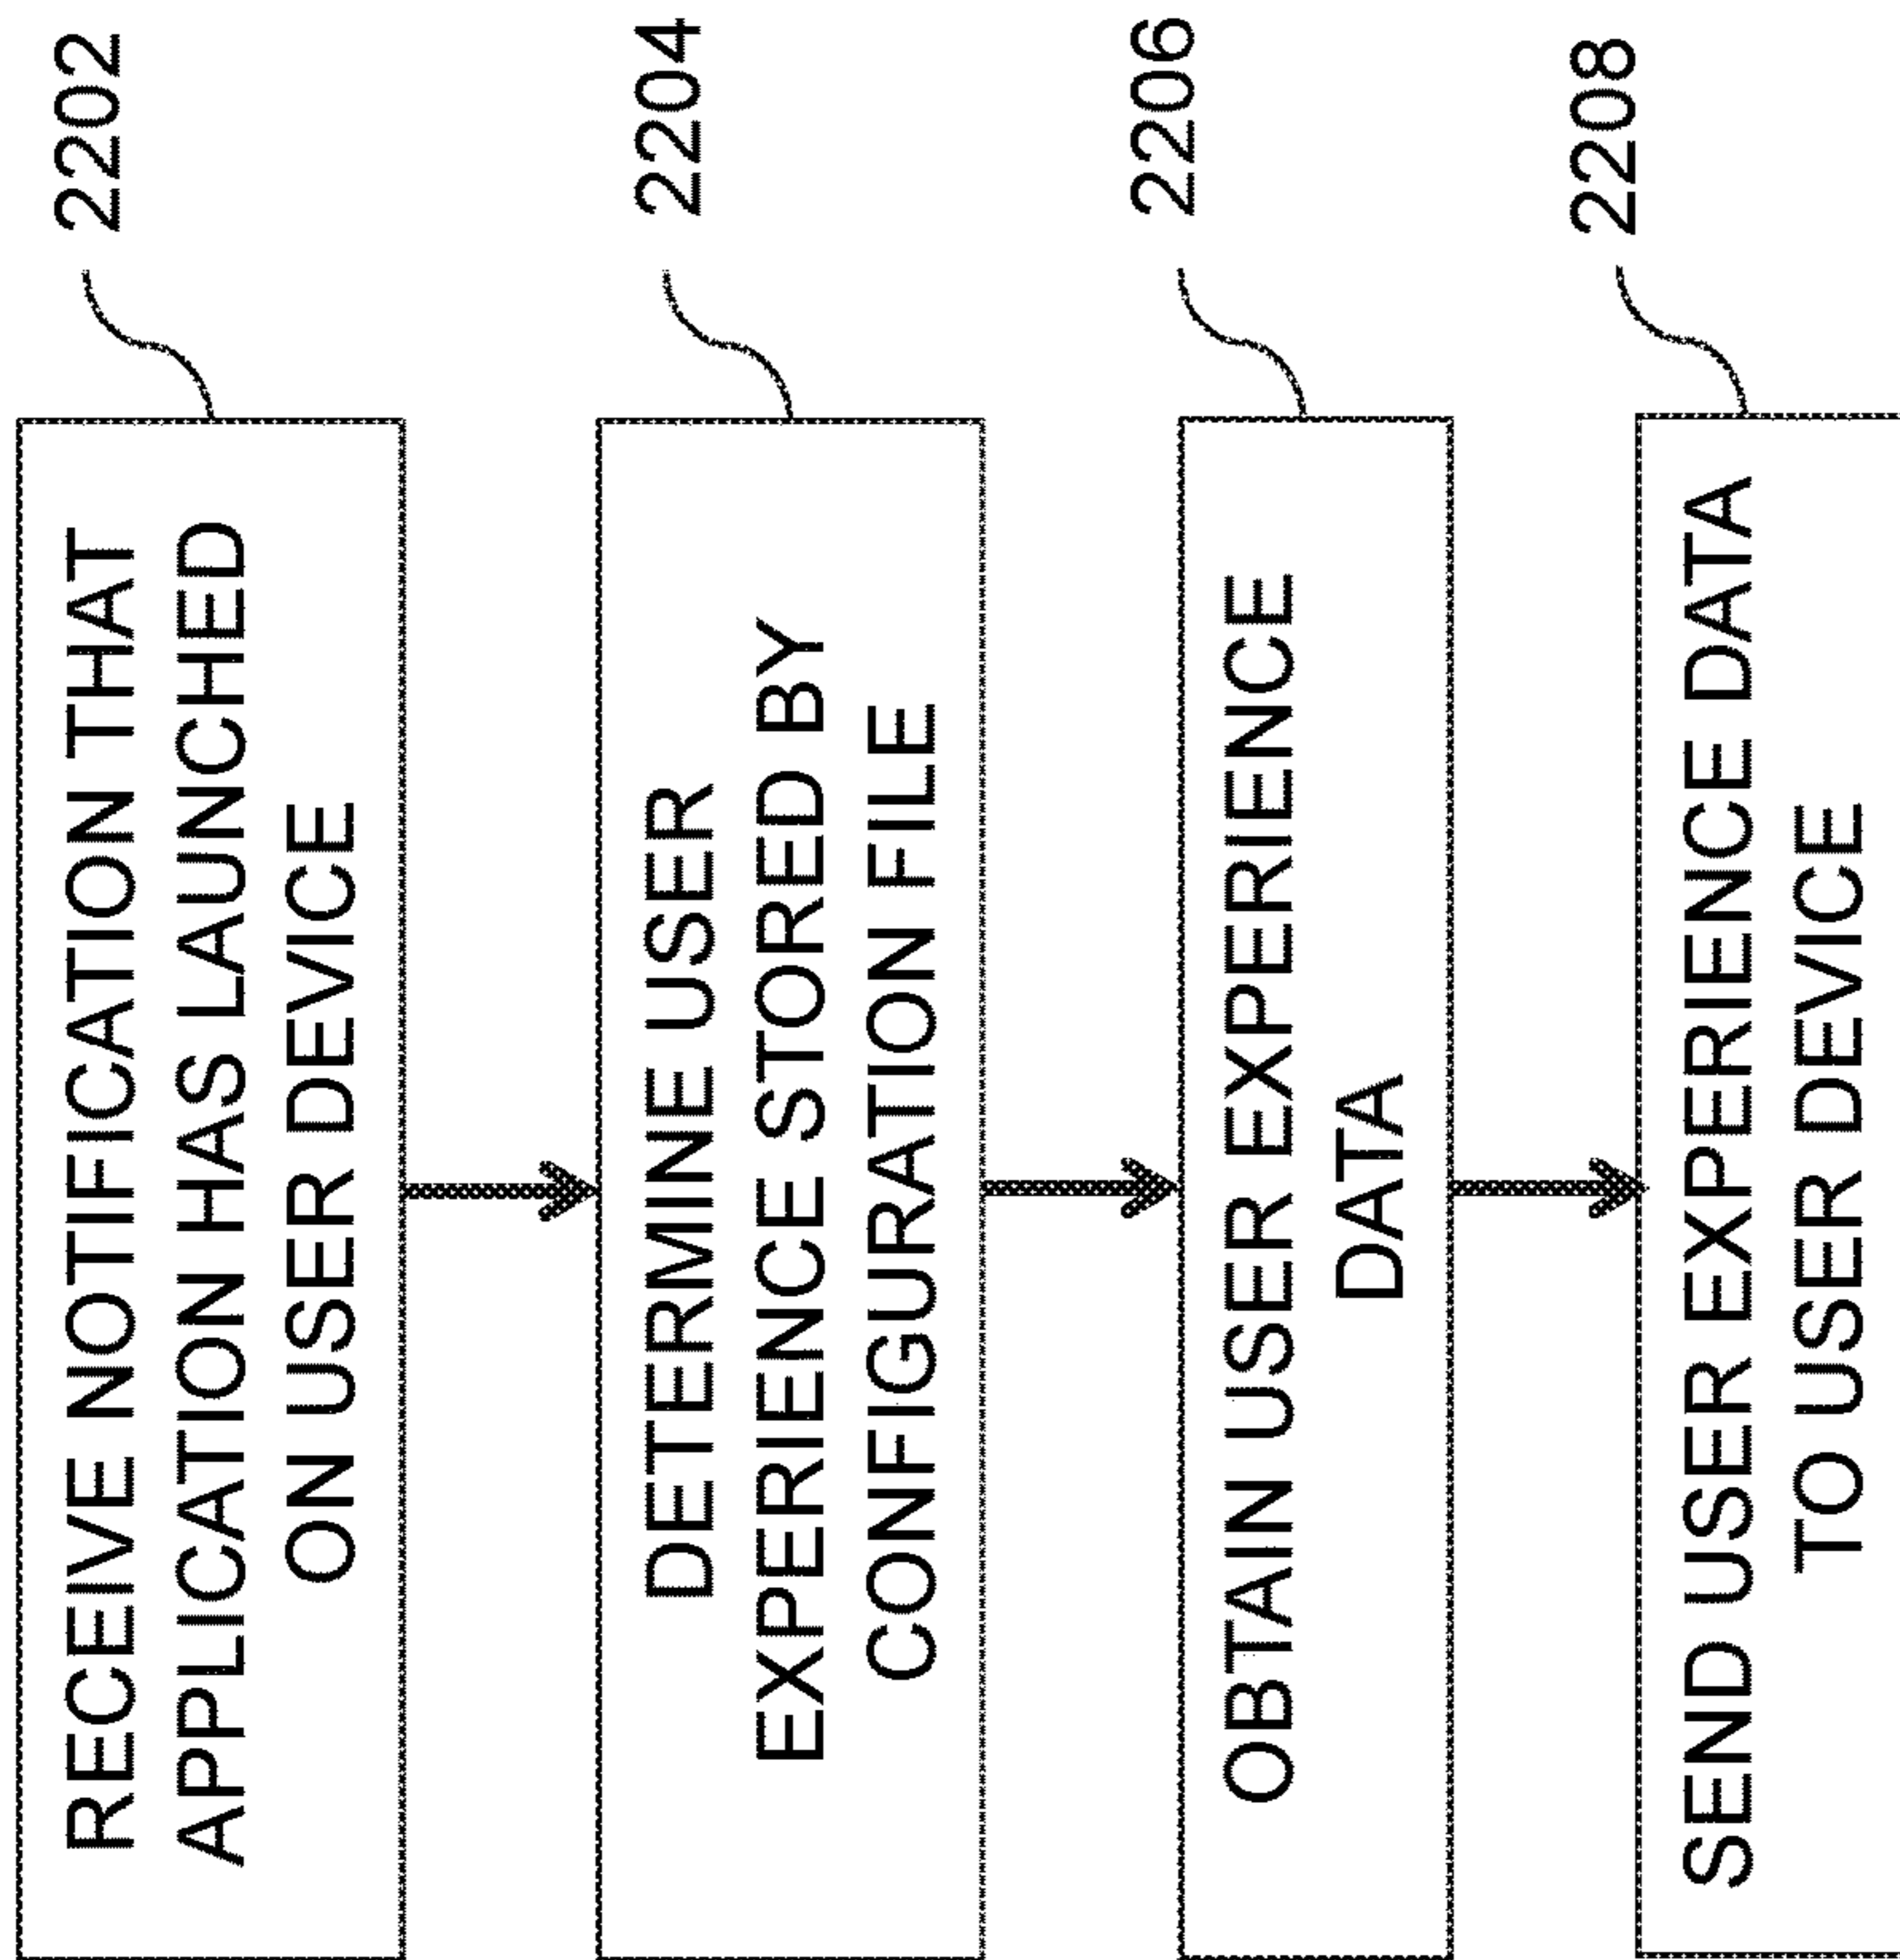 RECEIVE NOTIFICATION THAT
APPLICATION HAS LAUNCHED
ON USER DEVICE
2202
DETERMINE USER
EXPERIENCE STORED BY
CONFIGURATION FILE
2204
OBTAIN USER EXPERIENCE
DATA
2206
SEND USER EXPERIENCE DATA
TO USER DEVICE
2208